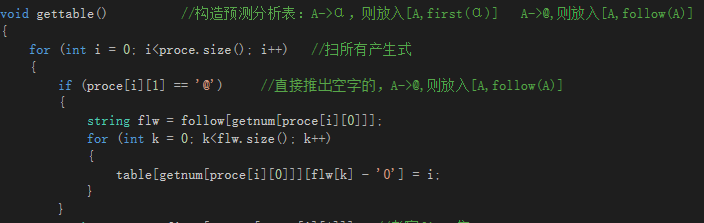 void gettable()          //构造预测分析表：A->α，则放入[A,first(α)]   A->@,则放入[A,follow(A)]
{
    for (int i = 0; i<proce.size(); i++)   //扫所有产生式
    {
        if (proce[i][1] == '@')     //直接推出空字的，A->@,则放入[A,follow(A)]
        {
            string flw = follow[getnum[proce[i][0]]];
            for (int k = 0; k<flw.size(); k++)
            {
                table[getnum[proce[i][0]]][flw[k] - '0'] = i;
            }
        }